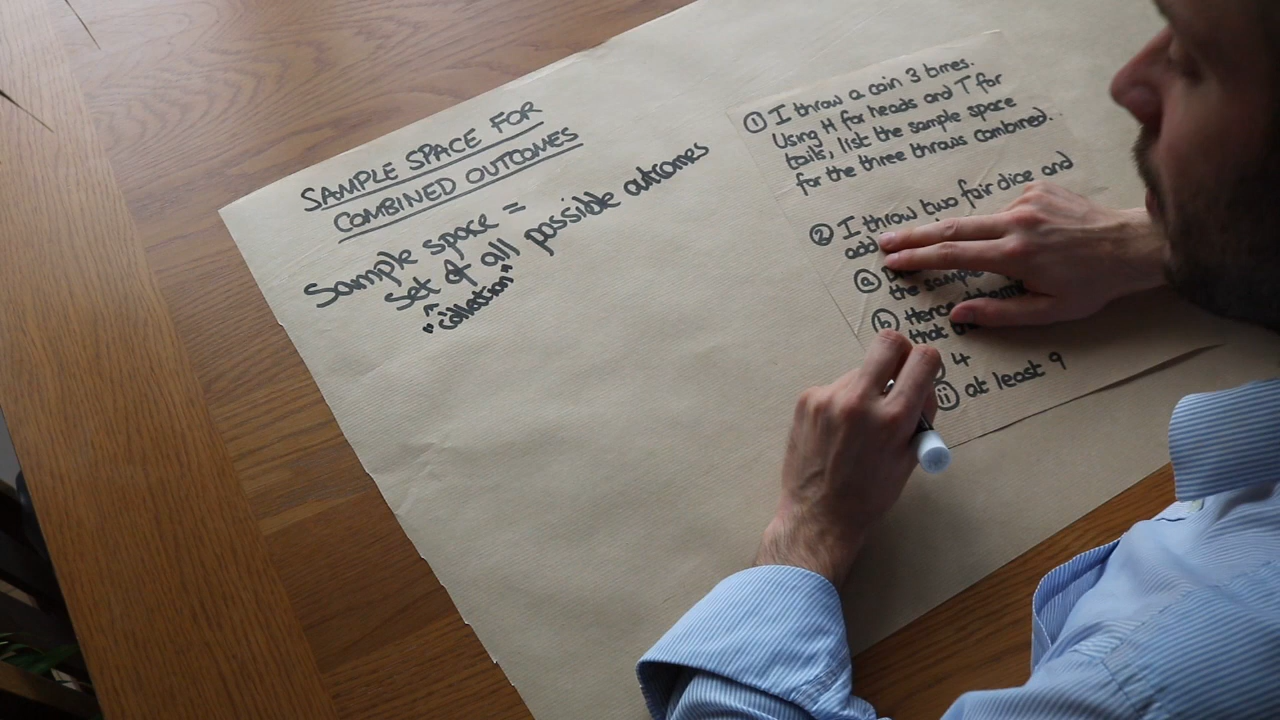 SAMPLE SPACE FOR
COMBINED OUTCOMES
Sample space =
Set of all possible outcomes
"collection"
① I throw a coin 3 times.
Using H for heads and T for
tails, list the sample space
for the three throws combined.
② I throw two fair dice and
add
ⓐ
the sample
ⓑ Hence
that
4
ⅱ at least 9